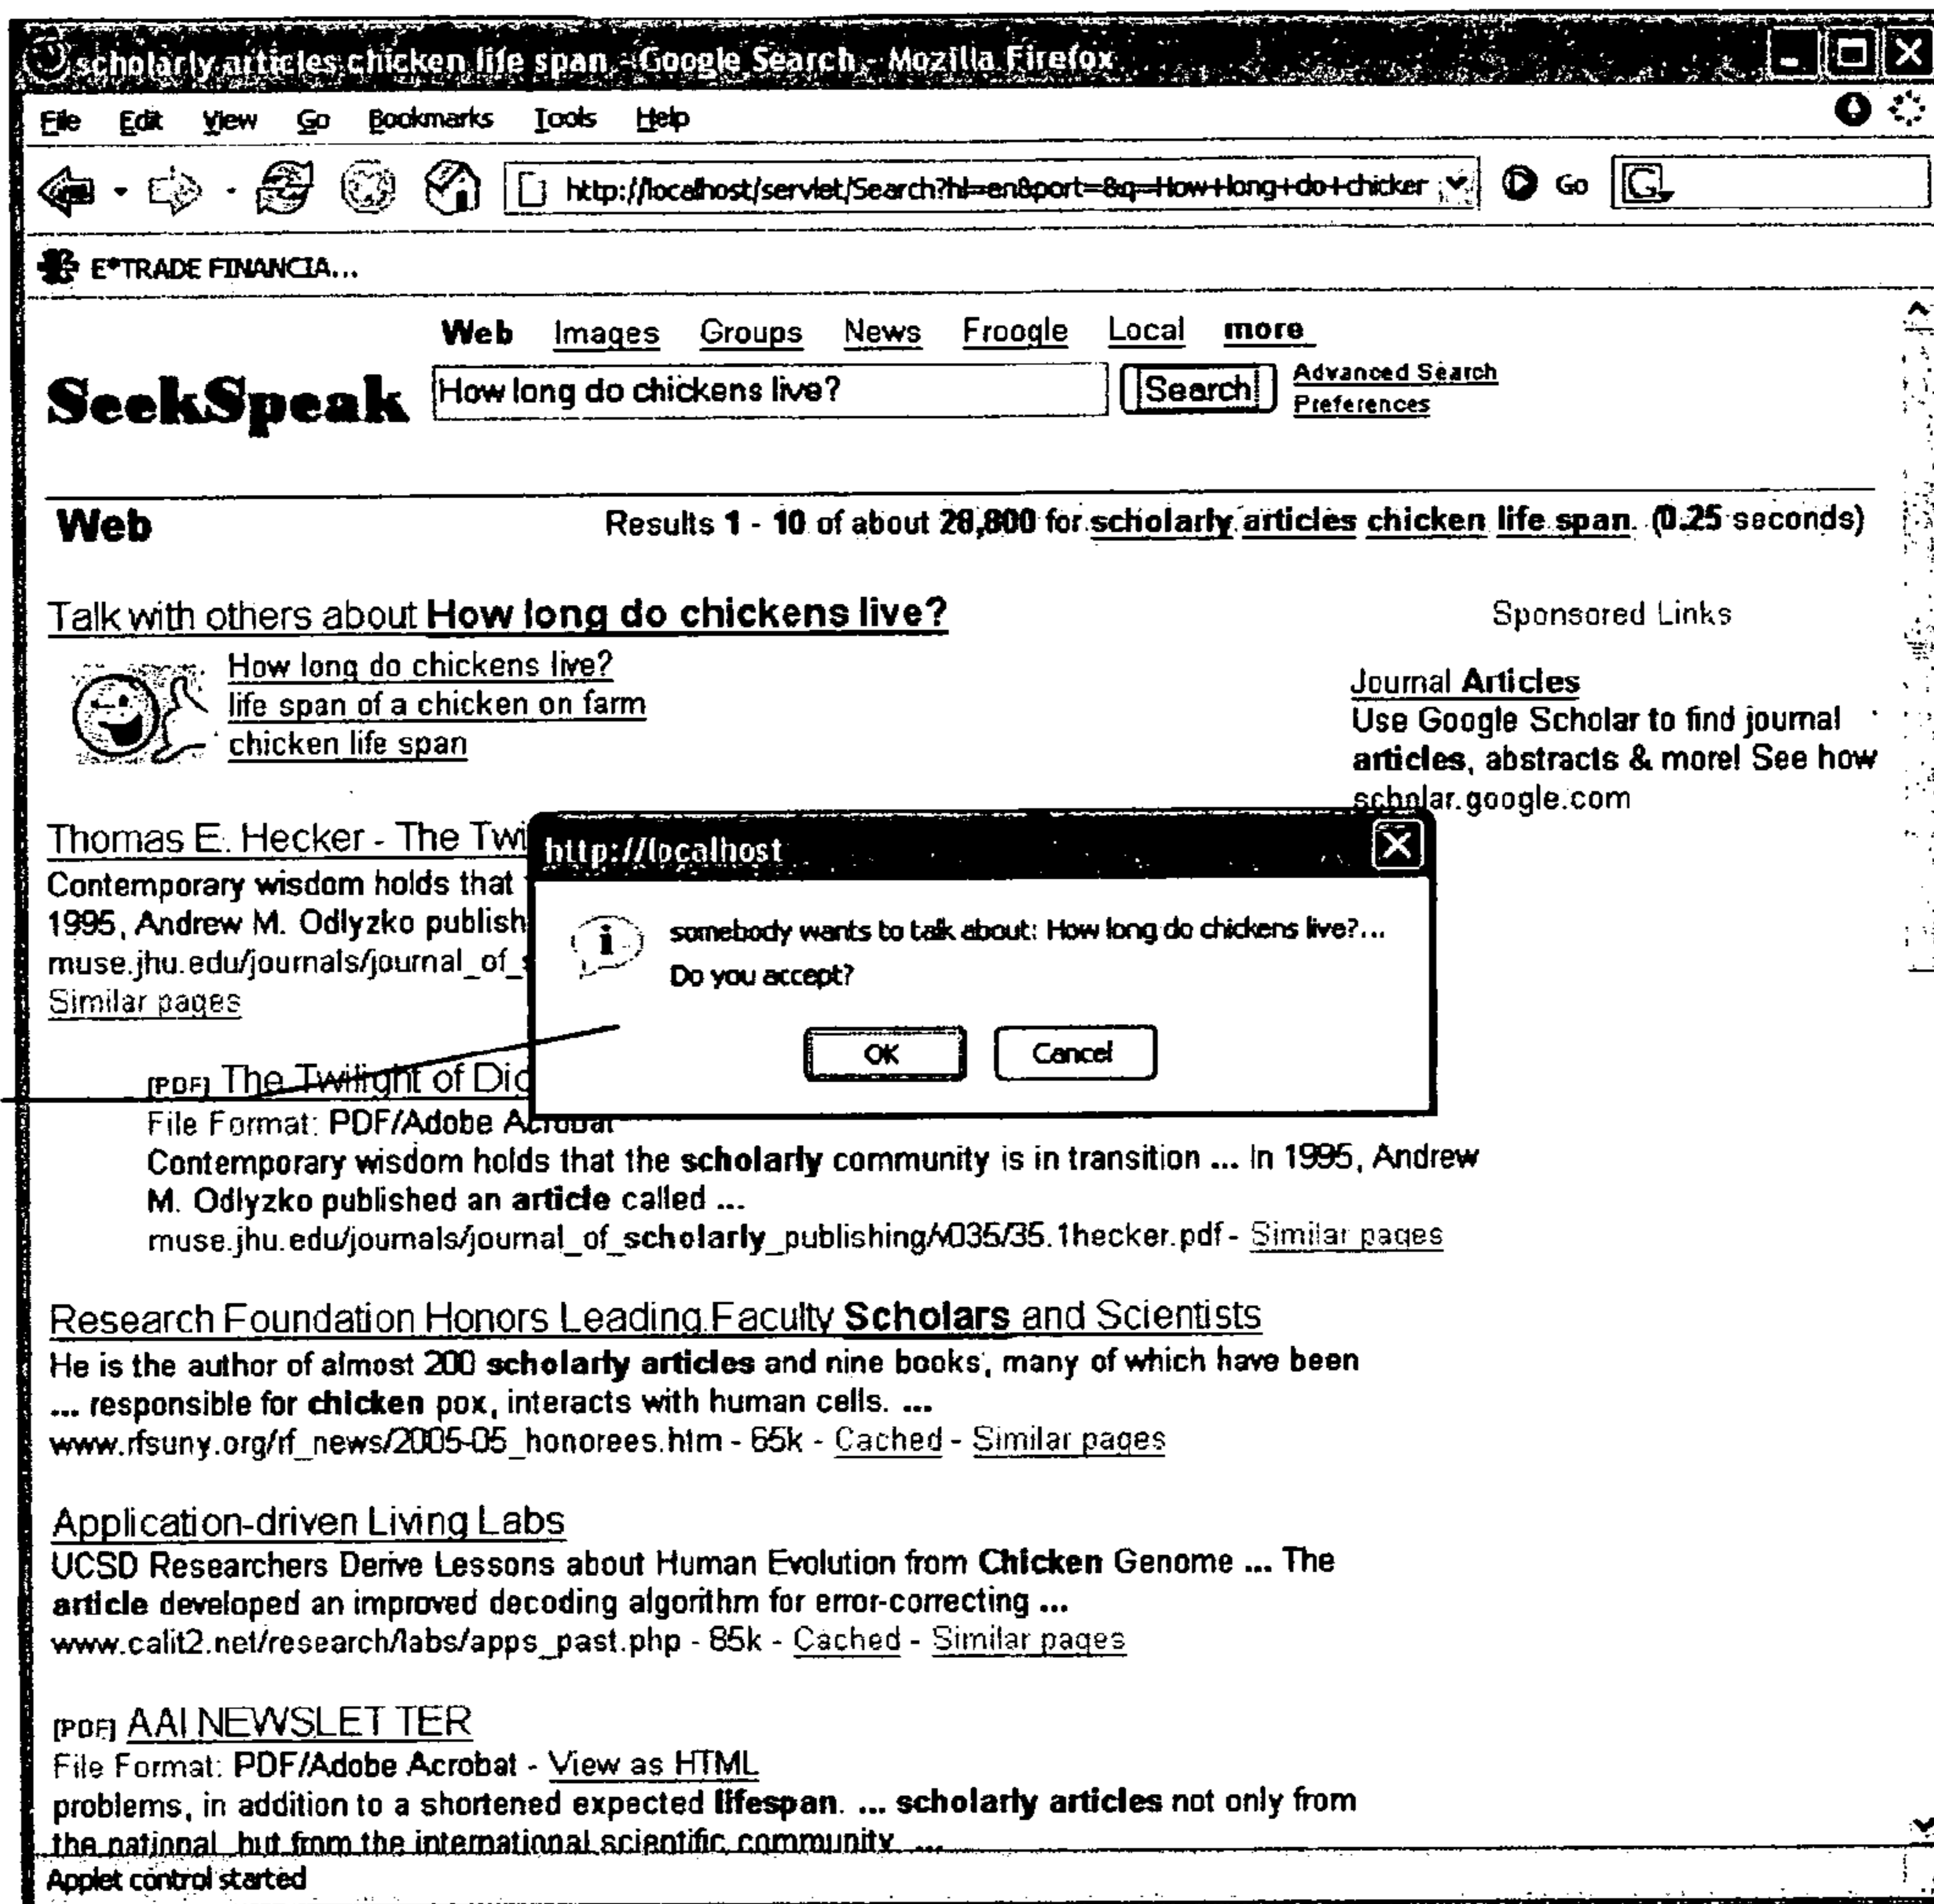 scholarly articles chicken life span - Google Search - Mozilla Firefox
File Edit View Go Bookmarks Tools Help
http://localhost/servlet/Search?hl=en&port=&q=How+long+do+chicker Go G
E*TRADE FINANCIA...
Web Images Groups News Froogle Local more
SeekSpeak How long do chickens live? Search Advanced Search
Preferences
Web Results 1 - 10 of about 28,800 for scholarly articles chicken life span. (0.25 seconds)
Talk with others about How long do chickens live?
How long do chickens live?
life span of a chicken on farm
chicken life span
Sponsored Links
Journal Articles
Use Google Scholar to find journal
articles, abstracts & more! See how
scholar.google.com
Thomas E. Hecker - The Twi
Contemporary wisdom holds that
1995, Andrew M. Odlyzko publish
muse.jhu.edu/journals/journal_of_s
Similar pages
http://localhost
somebody wants to talk about: How long do chickens live?...
Do you accept?
OK Cancel
[PDF] The Twilight of Dig
File Format: PDF/Adobe Acrobat
Contemporary wisdom holds that the scholarly community is in transition ... In 1995, Andrew
M. Odlyzko published an article called ...
muse.jhu.edu/journals/journal_of_scholarly_publishing/v035/35.1hecker.pdf - Similar pages
Research Foundation Honors Leading Faculty Scholars and Scientists
He is the author of almost 200 scholarly articles and nine books, many of which have been
... responsible for chicken pox, interacts with human cells. ...
www.rfsuny.org/rf_news/2005-05_honorees.htm - 65k - Cached - Similar pages
Application-driven Living Labs
UCSD Researchers Derive Lessons about Human Evolution from Chicken Genome ... The
article developed an improved decoding algorithm for error-correcting ...
www.calit2.net/research/labs/apps_past.php - 85k - Cached - Similar pages
[PDF] AAI NEWSLET TER
File Format: PDF/Adobe Acrobat - View as HTML
problems, in addition to a shortened expected lifespan. ... scholarly articles not only from
the national but from the international scientific community ...
Applet control started